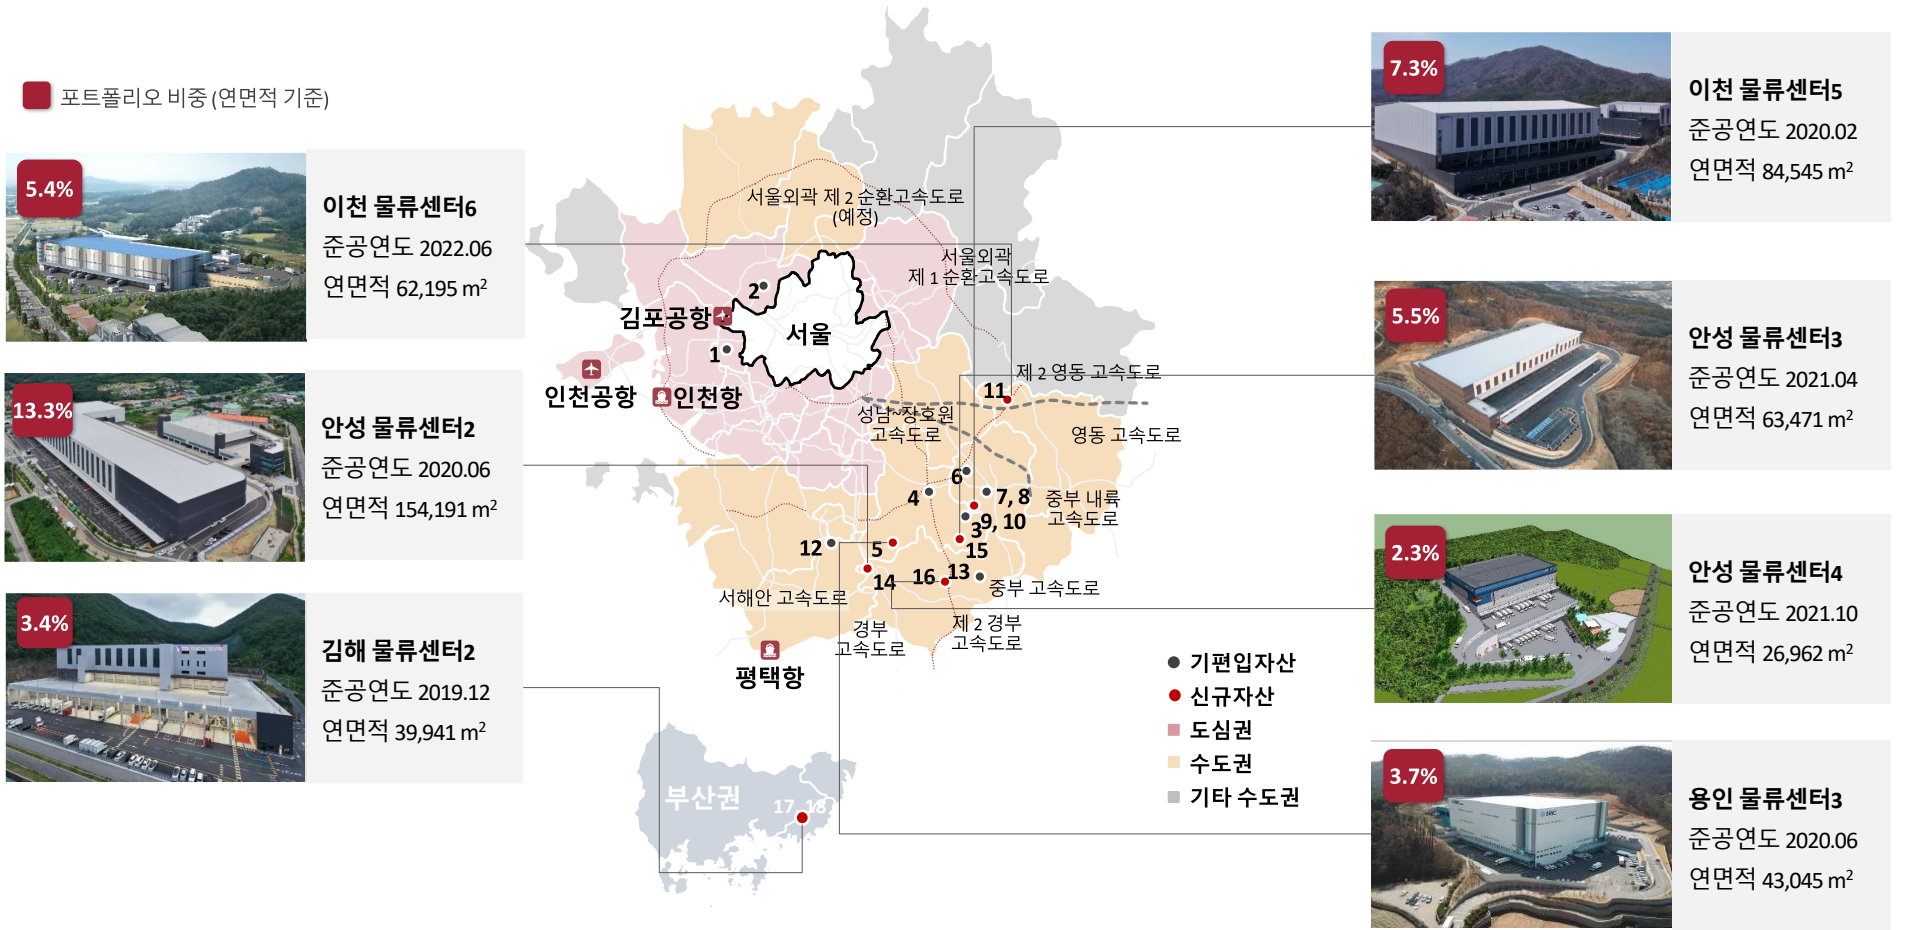 포트폴리오 비중 (연면적 기준)
5.4%
이천 물류센터6
준공연도 2022.06
연면적 62,195 m²
13.3%
안성 물류센터2
준공연도 2020.06
연면적 154,191 m²
3.4%
김해 물류센터2
준공연도 2019.12
연면적 39,941 m²
서울외곽 제 2 순환고속도로
(예정)
서울외곽
제 1 순환고속도로
2
김포공항
서울
1
인천공항
인천항
제 2 영동 고속도로
11
성남~장호원
고속도로
영동 고속도로
6
4
7, 8
중부 내륙
고속도로
9, 10
3
12
5
15
14
16
13
중부 고속도로
서해안 고속도로
경부
고속도로
제 2 경부
고속도로
평택항
부산권
17, 18
기편입자산
신규자산
도심권
수도권
기타 수도권
7.3%
이천 물류센터5
준공연도 2020.02
연면적 84,545 m²
5.5%
안성 물류센터3
준공연도 2021.04
연면적 63,471 m²
2.3%
안성 물류센터4
준공연도 2021.10
연면적 26,962 m²
3.7%
용인 물류센터3
준공연도 2020.06
연면적 43,045 m²